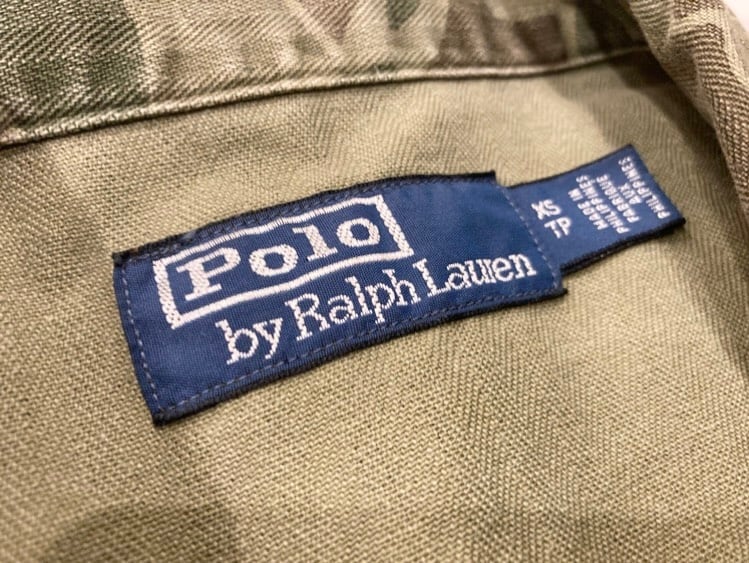 Polo
by Ralph Lauren
XS
TP
MADE IN
PHILIPPINES
FABRIQUE
AUX
PHILIPPINES